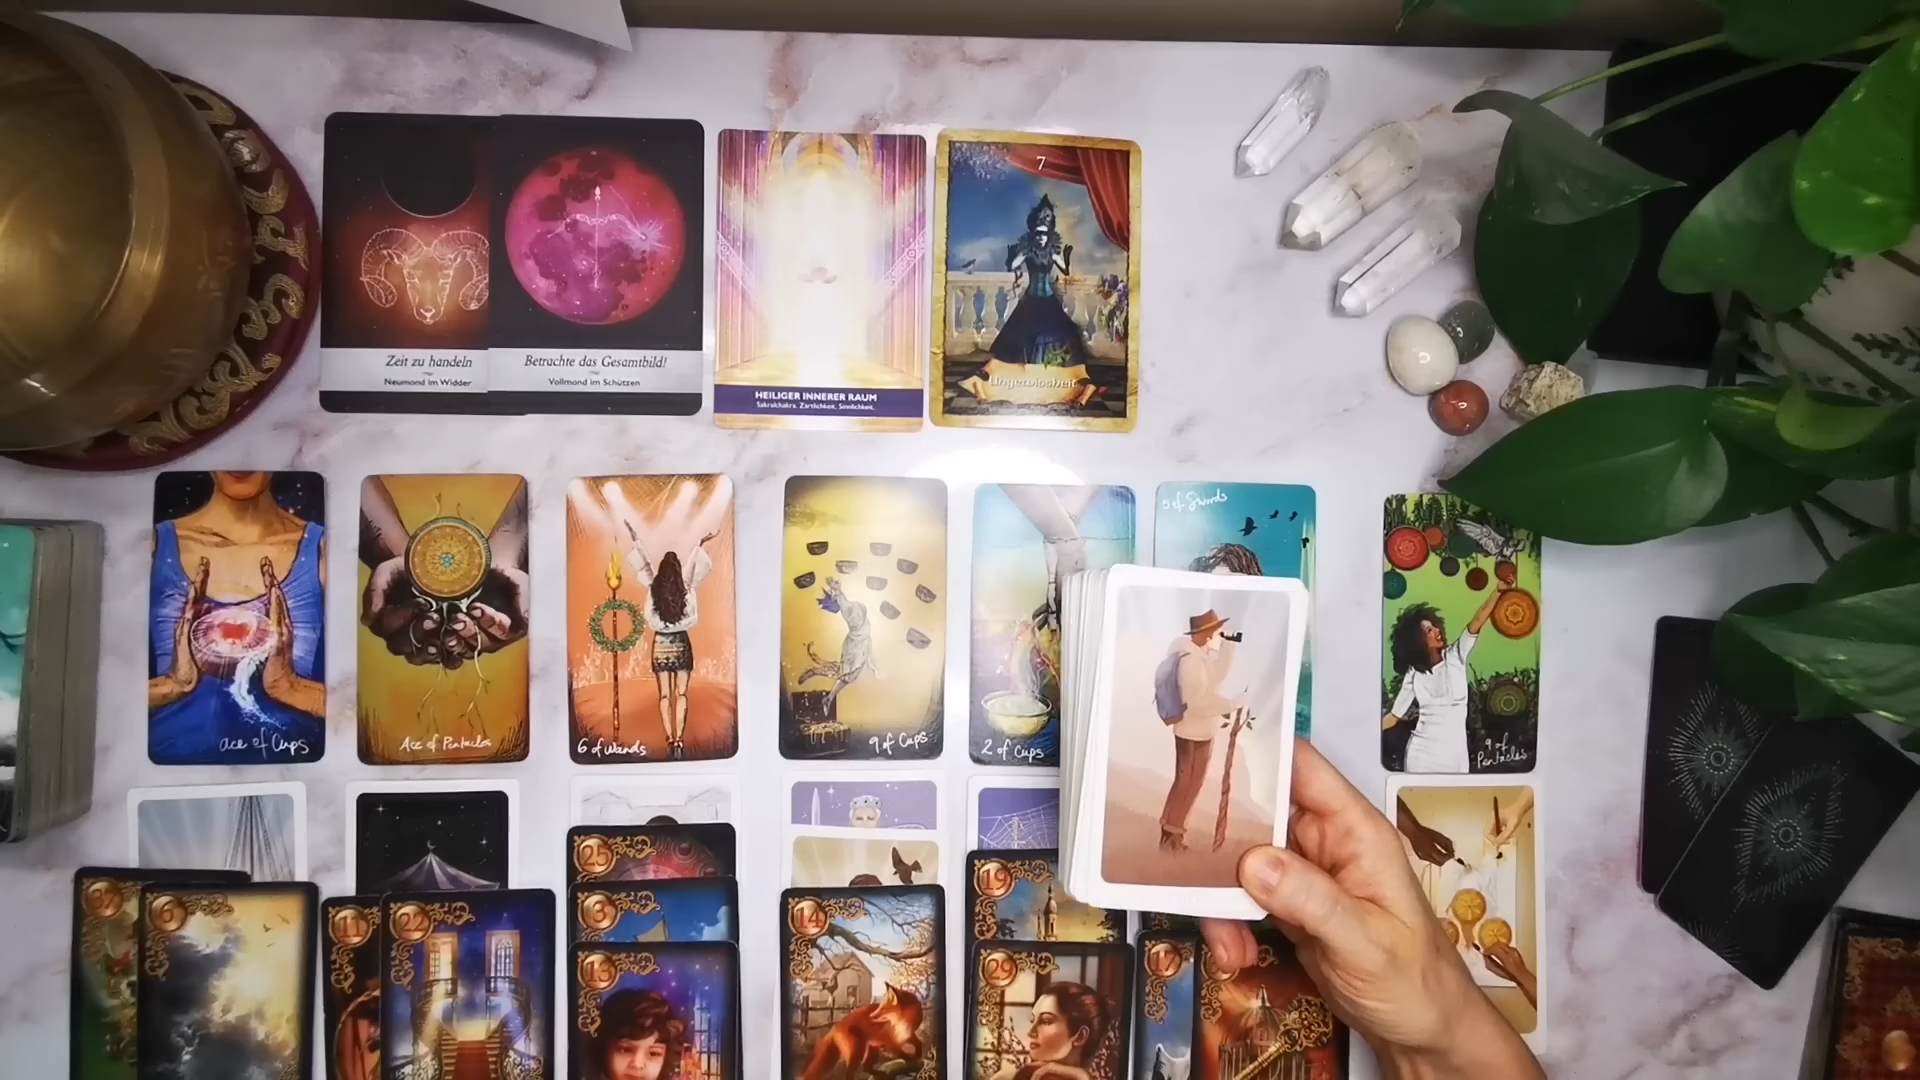 Zeit zu handeln
Neumond im Widder
Betrachte das Gesamtbild!
Vollmond im Schützen
HEILIGER INNERER RAUM
Sakralchakra. Zärtlichkeit. Sinnlichkeit.
7
Ungewissheit
ace of Cups
Ace of Pentacles
6 of wands
9 of Cups
2 of Cups
5 of Swords
9 of
Pentacles
6
11
22
25
3
13
14
19
29
17